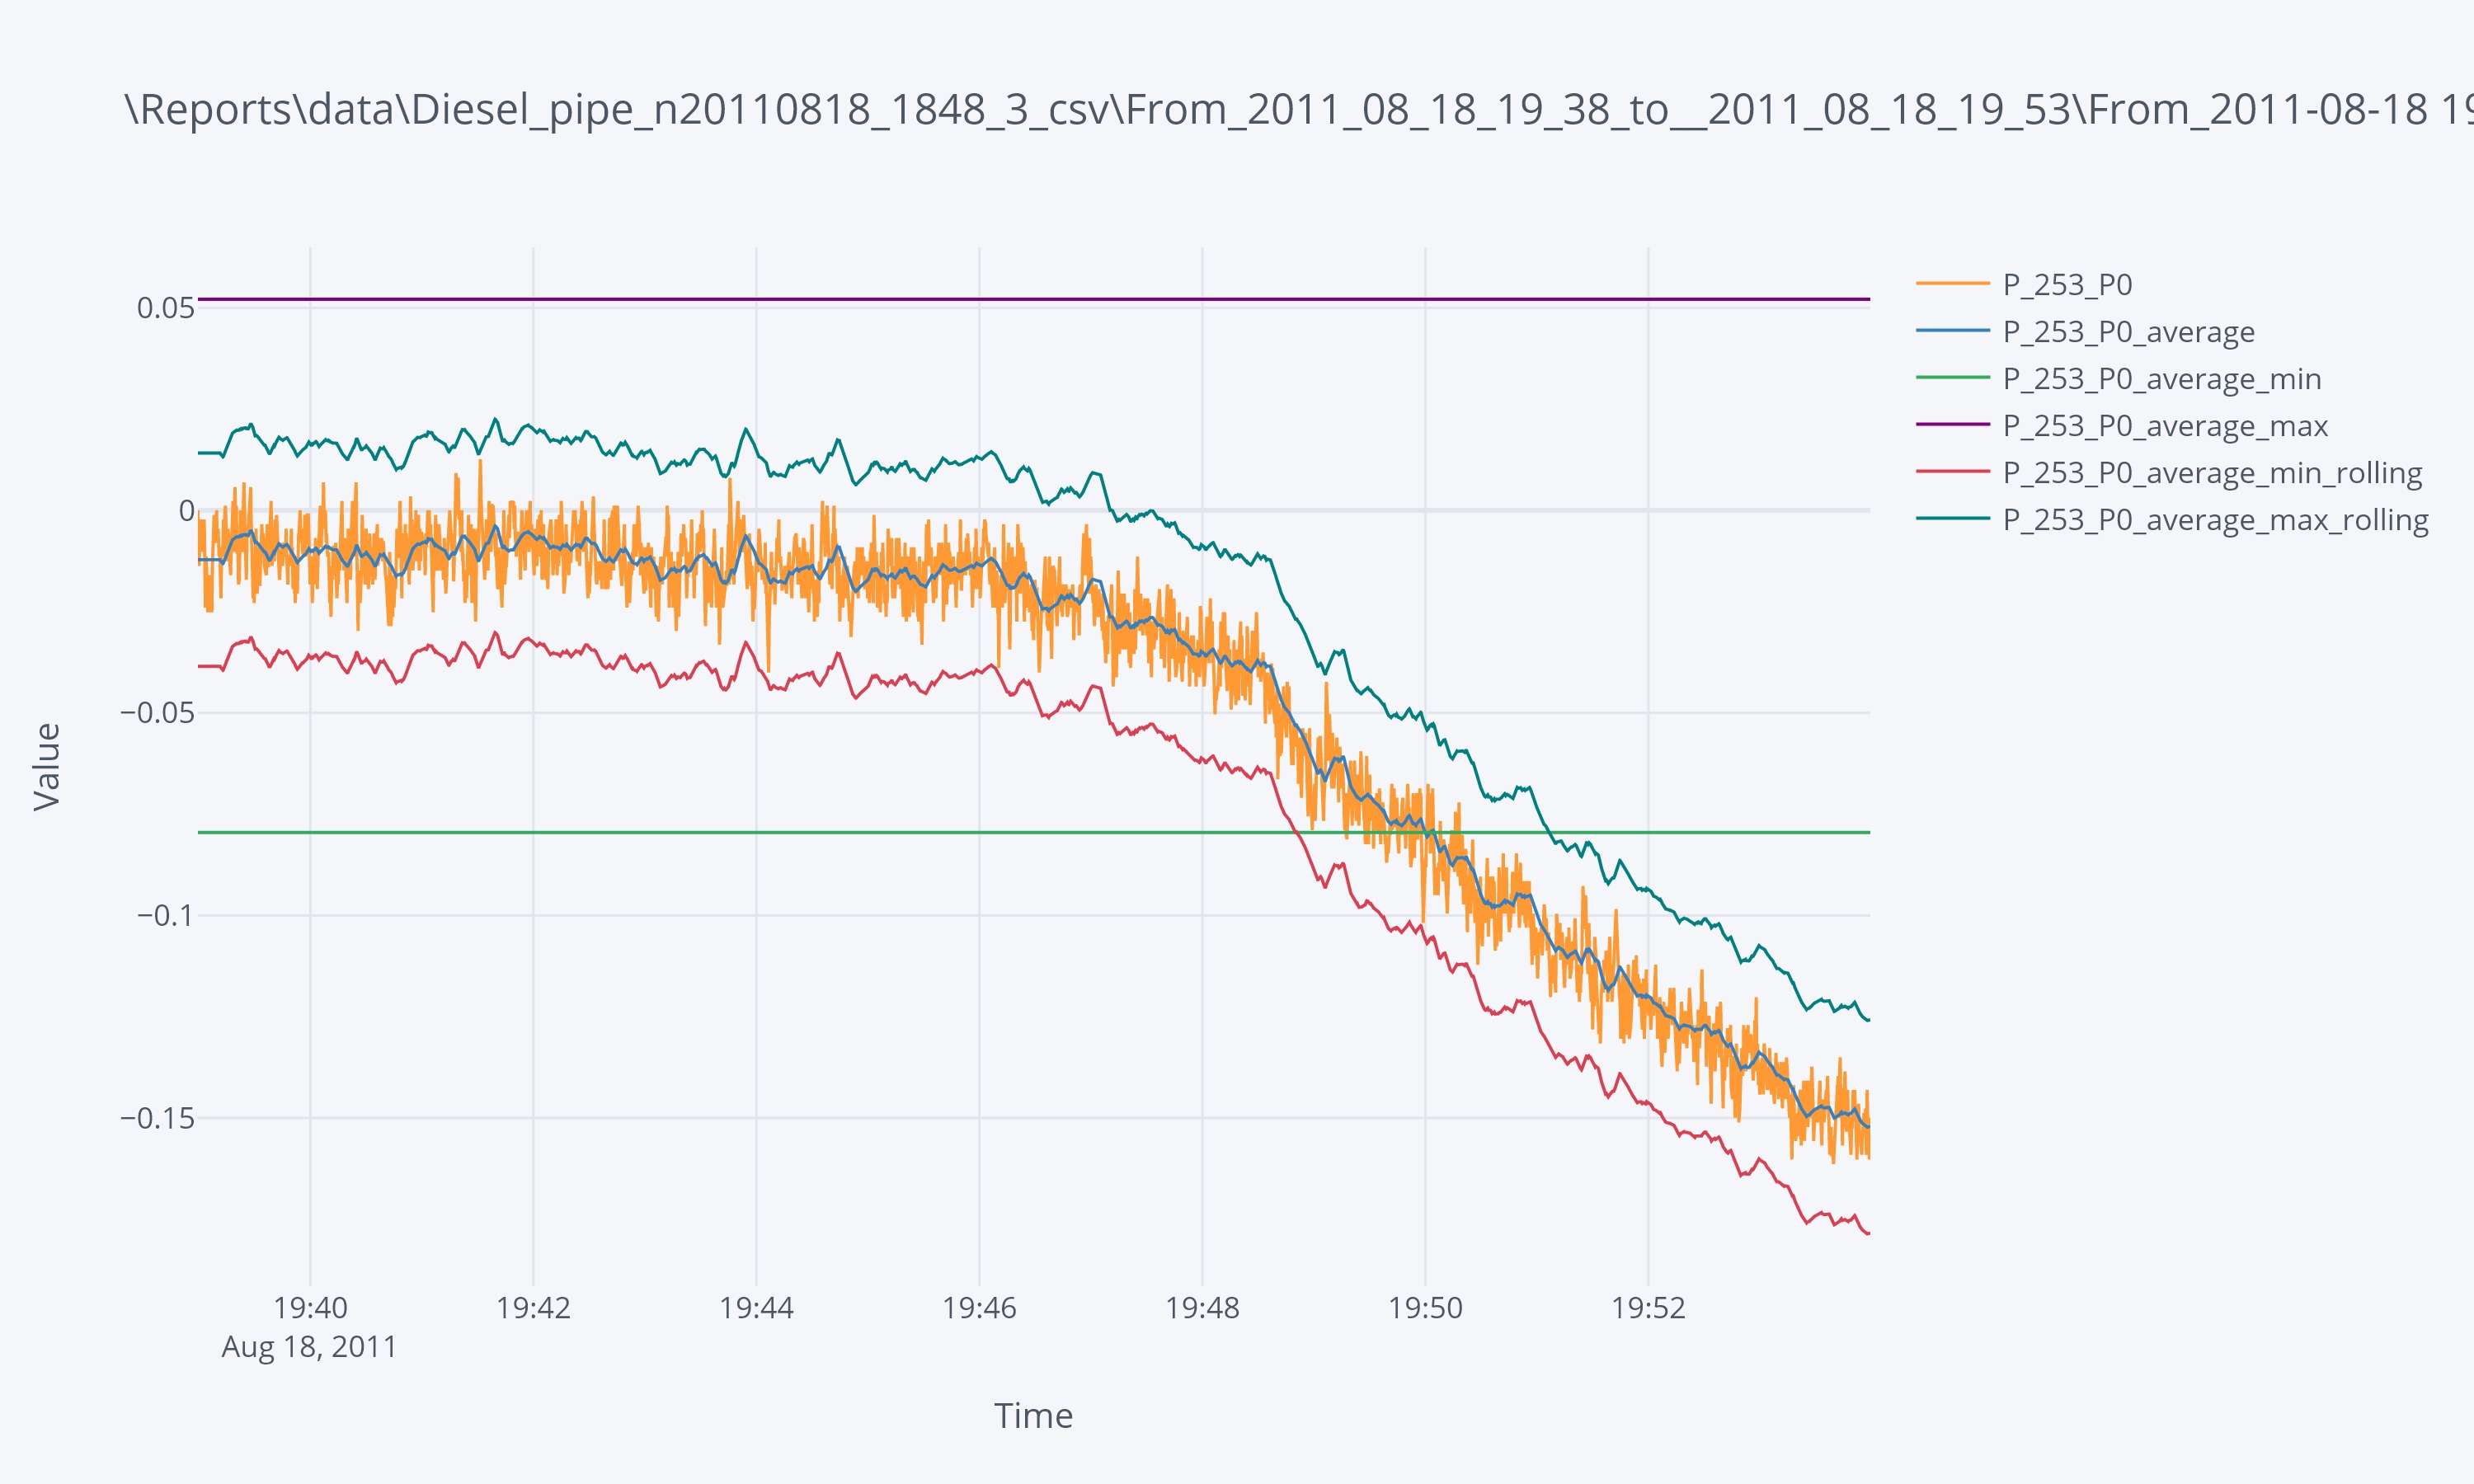 \Reports\data\Diesel_pipe_n20110818_1848_3_csv\From_2011_08_18_19_38_to__2011_08_18_19_53\From_2011-08-18 19
P_253_P0
P_253_P0_average
P_253_P0_average_min
P_253_P0_average_max
P_253_P0_average_min_rolling
P_253_P0_average_max_rolling
0.05
0
−0.05
−0.1
−0.15
Value
19:40 19:42 19:44 19:46 19:48 19:50 19:52
Aug 18, 2011
Time